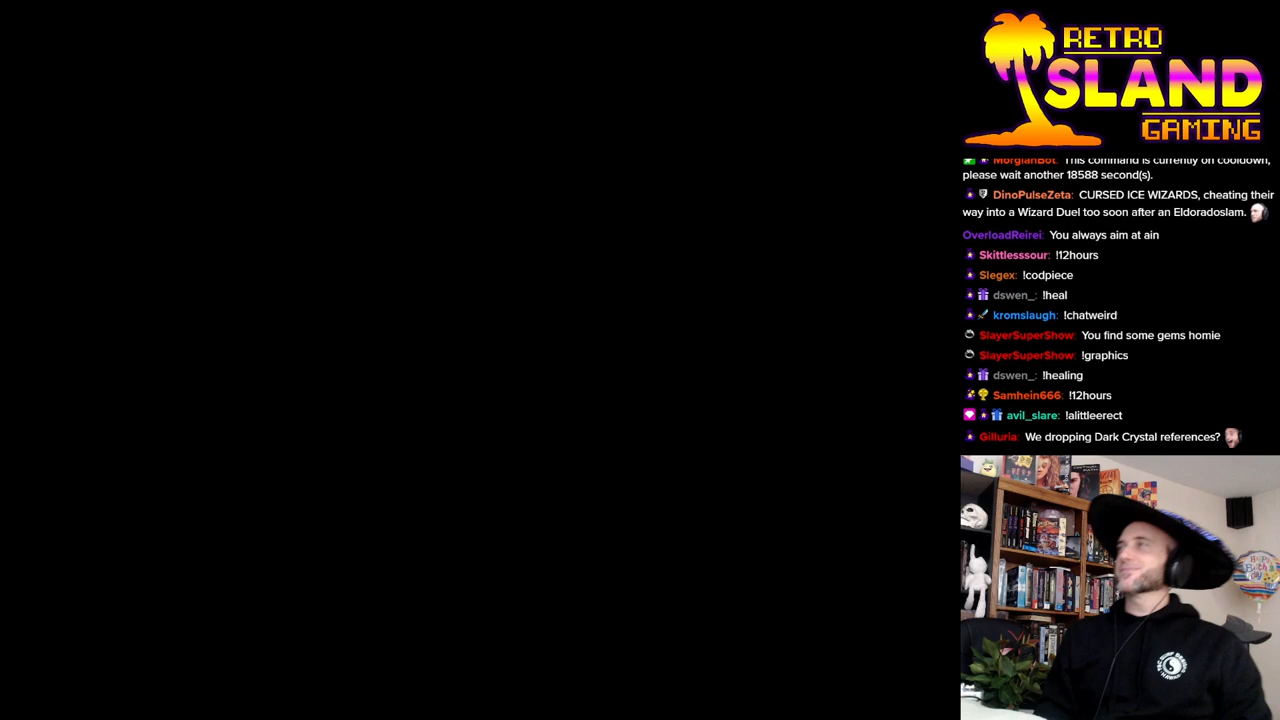 RETRO
ISLAND
GAMING
MorgianBot: This command is currently on cooldown,
please wait another 18588 second(s).
DinoPulseZeta: CURSED ICE WIZARDS, cheating their
way into a Wizard Duel too soon after an Eldoradoslam.
OverloadReirei: You always aim at ain
Skittlesssour: !12hours
Slegex: !codpiece
dswen_: !heal
kromslaugh: !chatweird
SlayerSuperShow: You find some gems homie
SlayerSuperShow: !graphics
dswen_: !healing
Samhein666: !12hours
avil_slare: !alittleerect
Gilluria: We dropping Dark Crystal references?